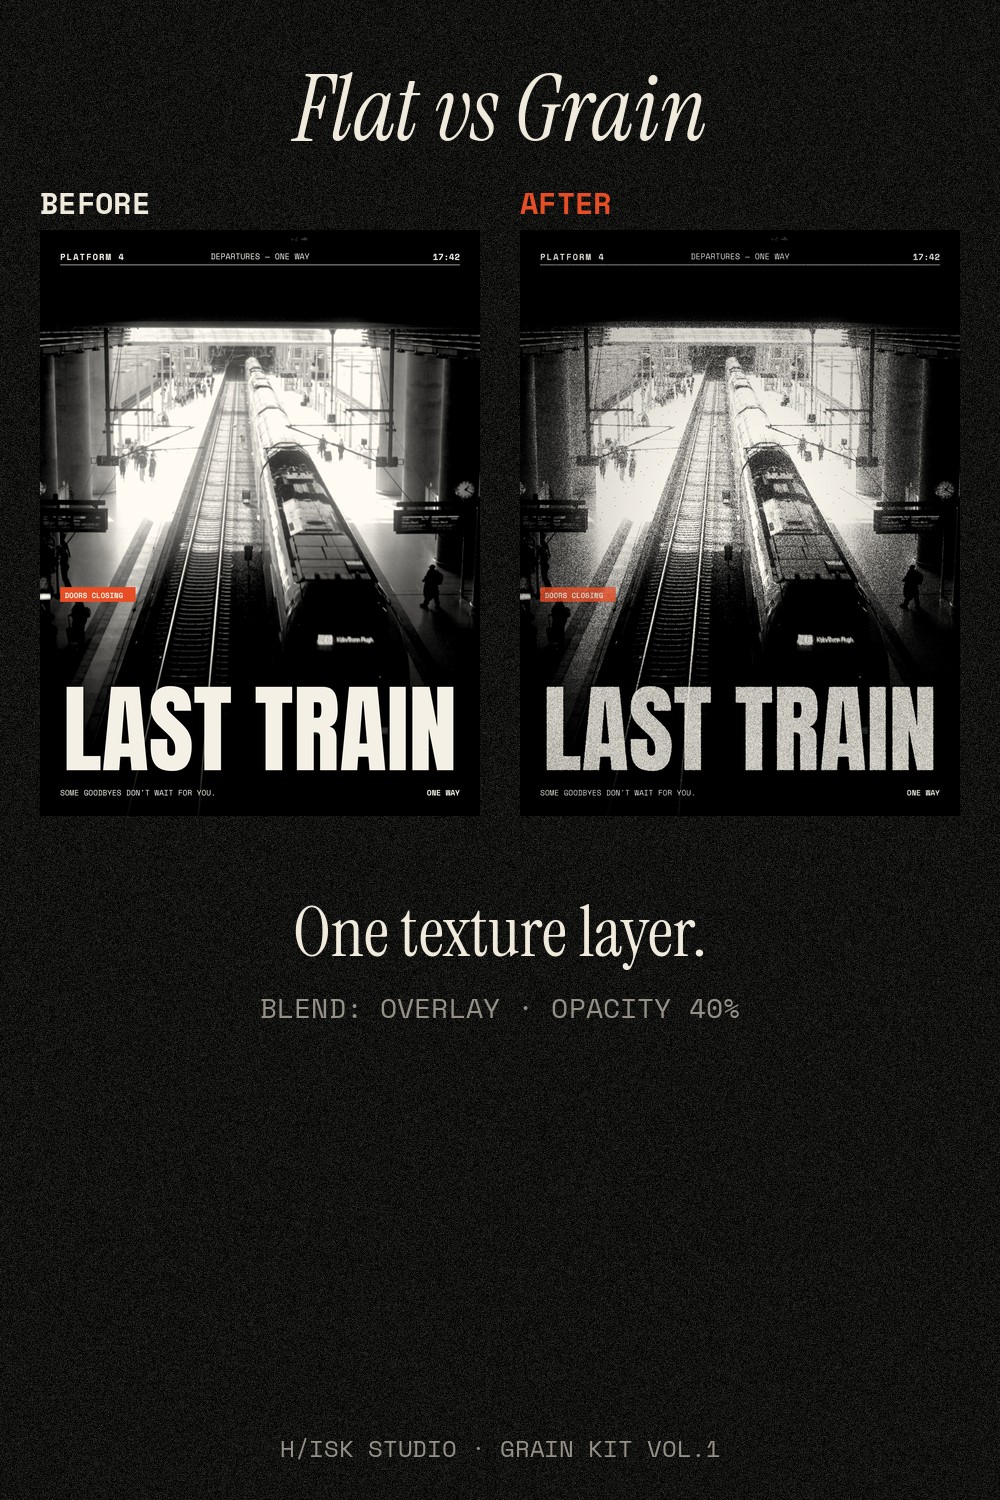 Flat vs Grain
BEFORE
PLATFORM 4
DEPARTURES — ONE WAY
17:42
DOORS CLOSING
LAST TRAIN
SOME GOODBYES DON'T WAIT FOR YOU.
ONE WAY
AFTER
PLATFORM 4
DEPARTURES — ONE WAY
17:42
DOORS CLOSING
LAST TRAIN
SOME GOODBYES DON'T WAIT FOR YOU.
ONE WAY
One texture layer.
BLEND: OVERLAY · OPACITY 40%
H/ISK STUDIO · GRAIN KIT VOL.1